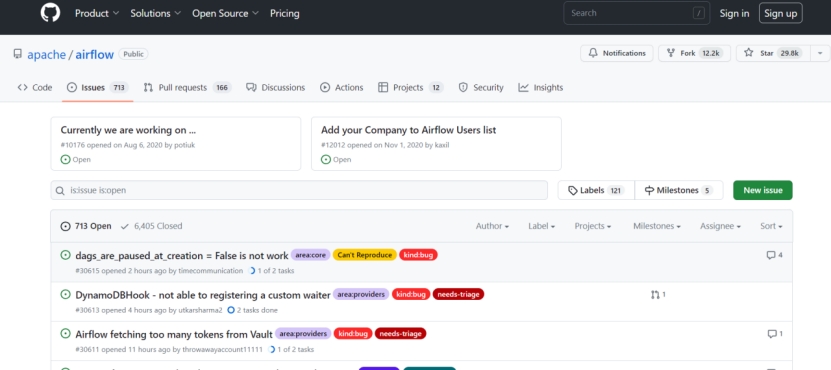 Product Solutions Open Source Pricing Search / Sign in Sign up
apache / airflow Public Notifications Fork 12.2k Star 29.8k
Code Issues 713 Pull requests 166 Discussions Actions Projects 12 Security Insights
Currently we are working on ...
#10176 opened on Aug 6, 2020 by potiuk
Open
Add your Company to Airflow Users list
#12012 opened on Nov 1, 2020 by kaxil
Open
is:issue is:open Labels 121 Milestones 5 New issue
713 Open 6,405 Closed Author Label Projects Milestones Assignee Sort
dags_are_paused_at_creation = False is not work area:core Can't Reproduce kind:bug 4
#30615 opened 2 hours ago by timecommunication 1 of 2 tasks
DynamoDBHook - not able to registering a custom waiter area:providers kind:bug needs-triage 1
#30613 opened 4 hours ago by utkarsharma2 2 tasks done
Airflow fetching too many tokens from Vault area:providers kind:bug needs-triage 1
#30611 opened 11 hours ago by throwawayaccount11111 1 of 2 tasks